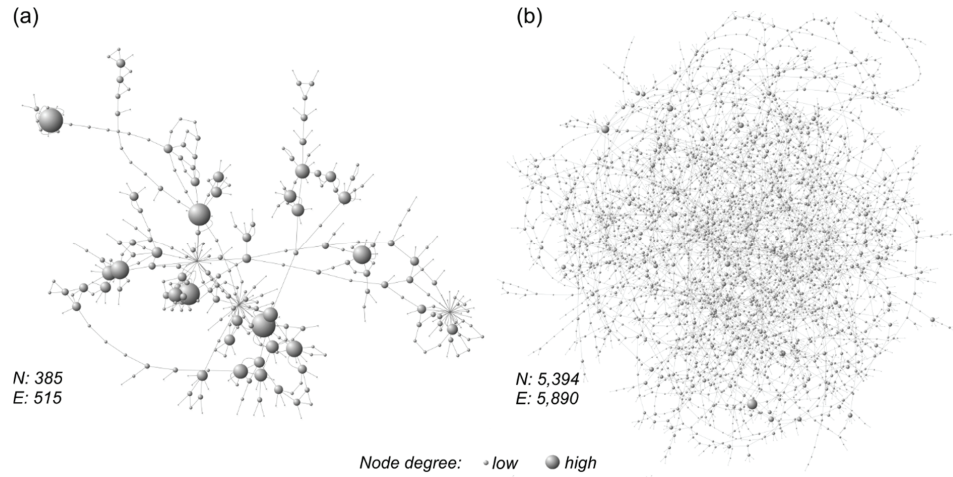 (a)
(b)
N: 385
E: 515
N: 5,394
E: 5,890
Node degree: low high